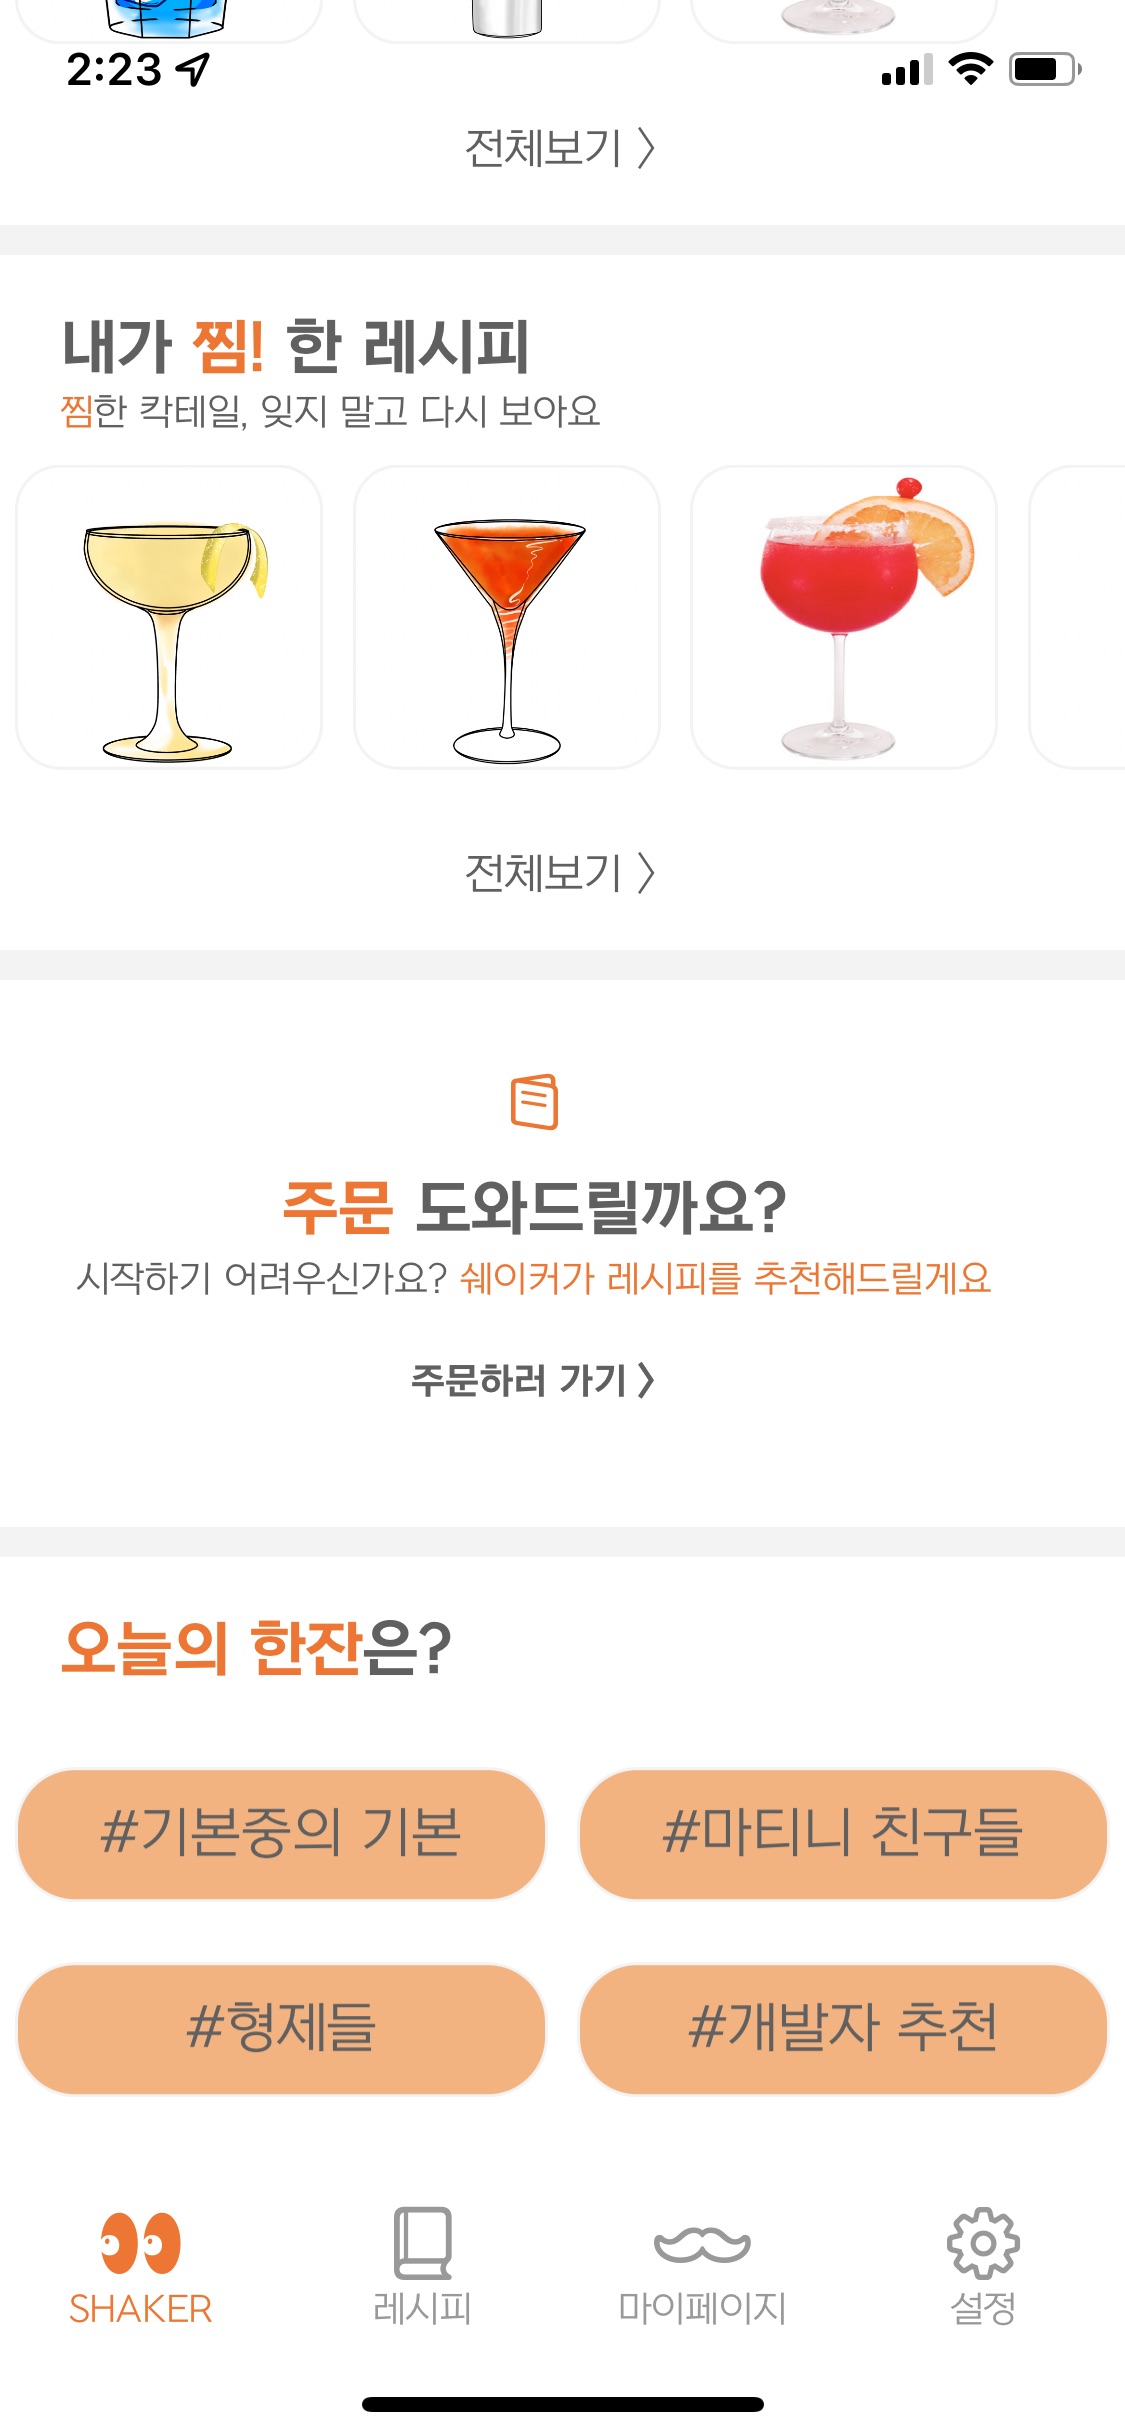 2:23
전체보기 〉
내가 찜! 한 레시피
찜한 칵테일, 잊지 말고 다시 보아요
전체보기 〉
주문 도와드릴까요?
시작하기 어려우신가요? 쉐이커가 레시피를 추천해드릴게요
주문하러 가기 〉
오늘의 한잔은?
#기본중의 기본
#마티니 친구들
#형제들
#개발자 추천
SHAKER
레시피
마이페이지
설정